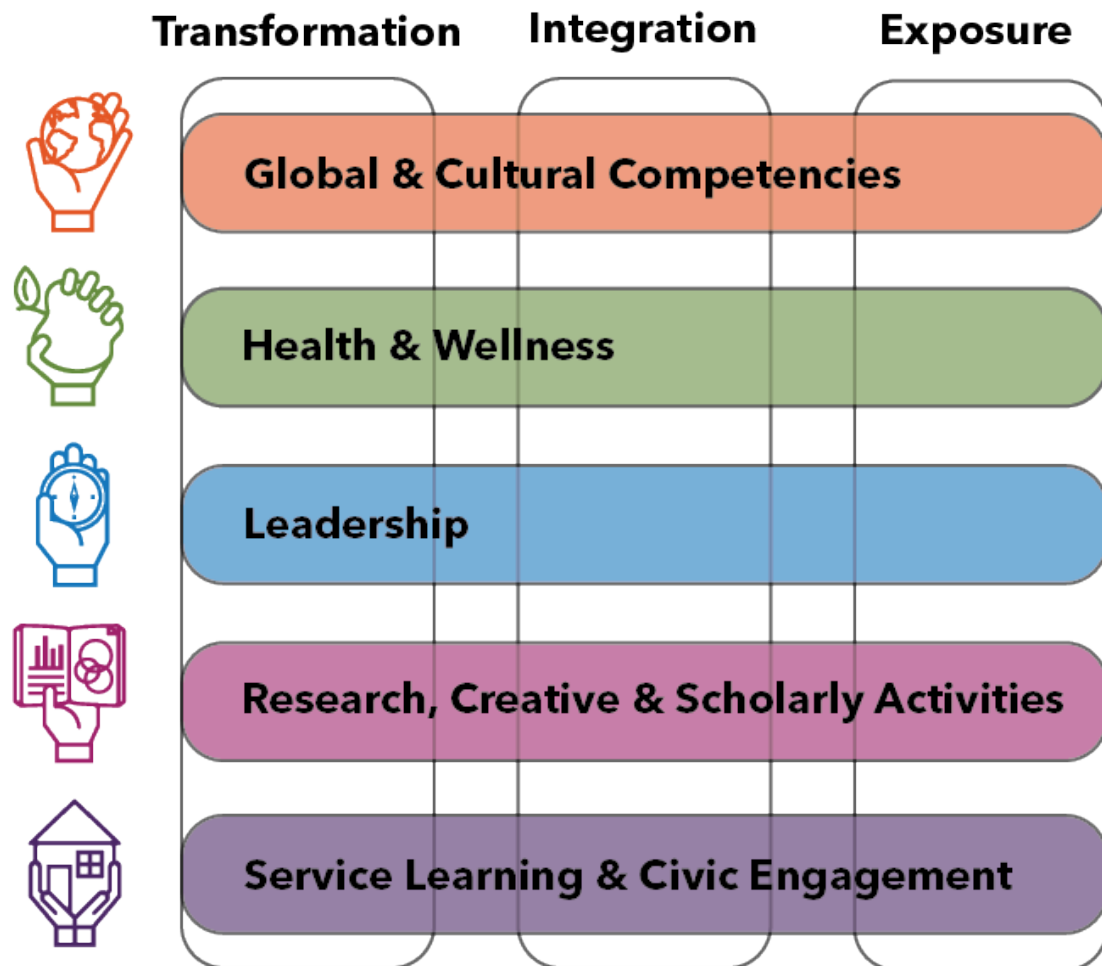 Transformation Integration Exposure
Global & Cultural Competencies
Health & Wellness
Leadership
Research, Creative & Scholarly Activities
Service Learning & Civic Engagement